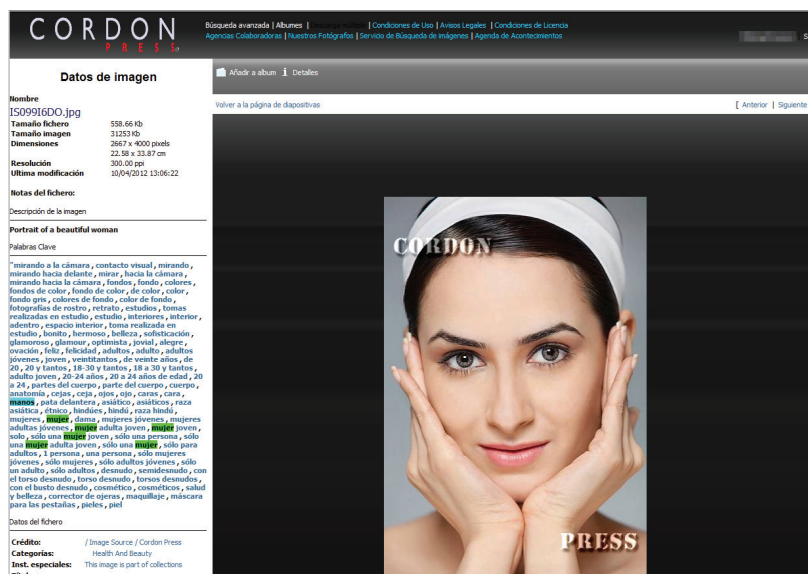 CORDON
PRESS
Búsqueda avanzada | Albumes | Descarga múltiple | Condiciones de Uso | Avisos Legales | Condiciones de Licencia
Agencias Colaboradoras | Nuestros Fotógrafos | Servicio de Búsqueda de imágenes | Agenda de Acontecimientos
Datos de imagen
Añadir a album Detalles
Volver a la página de diapositivas
[ Anterior | Siguiente
Nombre
IS099I6DO.jpg
Tamaño fichero 558.66 Kb
Tamaño imagen 31253 Kb
Dimensiones 2667 x 4000 pixels
22.58 x 33.87 cm
Resolución 300.00 ppi
Ultima modificación 10/04/2012 13:06:22
Notas del fichero:
Descripción de la imagen
Portrait of a beautiful woman
Palabras Clave
"mirando a la cámara , contacto visual , mirando ,
mirando hacia delante , mirar , hacia la cámara ,
mirando hacia la cámara , fondos , fondo , colores ,
fondos de color , fondo de color , de color , color ,
fondo gris , colores de fondo , color de fondo ,
fotografías de rostro , retrato , estudios , tomas
realizadas en estudio , estudio , interiores , interior ,
adentro , espacio interior , toma realizada en
estudio , bonito , hermoso , belleza , sofisticación ,
glamoroso , glamour , optimista , jovial , alegre ,
ovación , feliz , felicidad , adultos , adulto , adultos
jóvenes , joven , veintitantos , de veinte años , de
20 , 20 y tantos , 18-30 y tantos , 18 a 30 y tantos ,
adulto joven , 20-24 años , 20 a 24 años de edad , 20
a 24 , partes del cuerpo , parte del cuerpo , cuerpo ,
anatomía , cejas , ceja , ojos , ojo , caras , cara ,
manos , pata delantera , asiático , asiáticos , raza
asiática , étnico , hindúes , hindú , raza hindú ,
mujeres , mujer , dama , mujeres jóvenes , mujeres
adultas jóvenes , mujer adulta joven , mujer joven ,
solo , sólo una mujer joven , sólo una persona , sólo
una mujer adulta joven , sólo una mujer , sólo para
adultos , 1 persona , una persona , sólo mujeres
jóvenes , sólo mujeres , sólo adultos jóvenes , sólo
un adulto , sólo adultos , desnudo , semidesnudo , con
el torso desnudo , torso desnudo , torsos desnudos ,
con el busto desnudo , cosmético , cosméticos , salud
y belleza , corrector de ojeras , maquillaje , máscara
para las pestañas , pieles , piel
Datos del fichero
Crédito: / Image Source / Cordon Press
Categorías: Health And Beauty
Inst. especiales: This image is part of collections
CORDON
PRESS